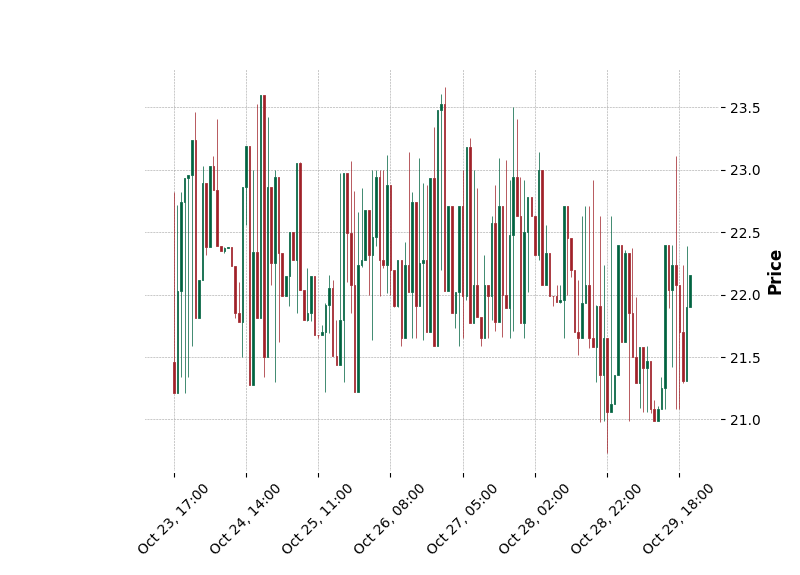 23.5
23.0
22.5
22.0
21.5
21.0
Price
Oct 23, 17:00
Oct 24, 14:00
Oct 25, 11:00
Oct 26, 08:00
Oct 27, 05:00
Oct 28, 02:00
Oct 28, 22:00
Oct 29, 18:00